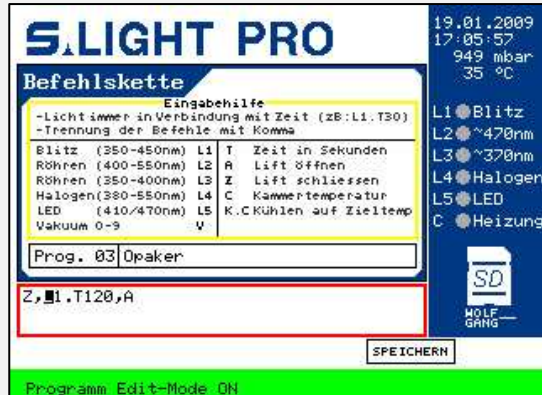 S.LIGHT PRO
Befehlskette
Eingabehilfe
-Licht immer in Verbindung mit Zeit (zB:L1.T30)
-Trennung der Befehle mit Komma
Blitz (350-450nm) L1 T Zeit in Sekunden
Röhren (400-550nm) L2 A Lift öffnen
Röhren (350-400nm) L3 Z Lift schliessen
Halogen(380-550nm) L4 C Kammertemperatur
LED (410/470nm) L5 K.C Kühlen auf Zieltemp
Vakuum 0-9 V
Prog. 03 Opaker
Z, 1.T120,A
SPEICHERN
Programm Edit-Mode ON
19.01.2009
17:05:57
949 mbar
35 ºC
L1 Blitz
L2 ~470nm
L3 ~370nm
L4 Halogen
L5 LED
C Heizung
SD
WOLF
GANG